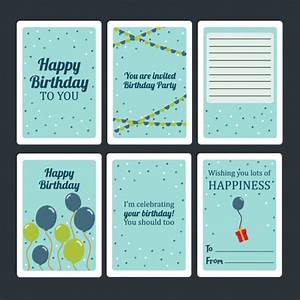 Happy
Birthday
TO YOU
You are invited
Birthday Party
Happy
Birthday
I'm celebrating
your birthday!
You should too
Wishing you lots of
HAPPINESS
To
From